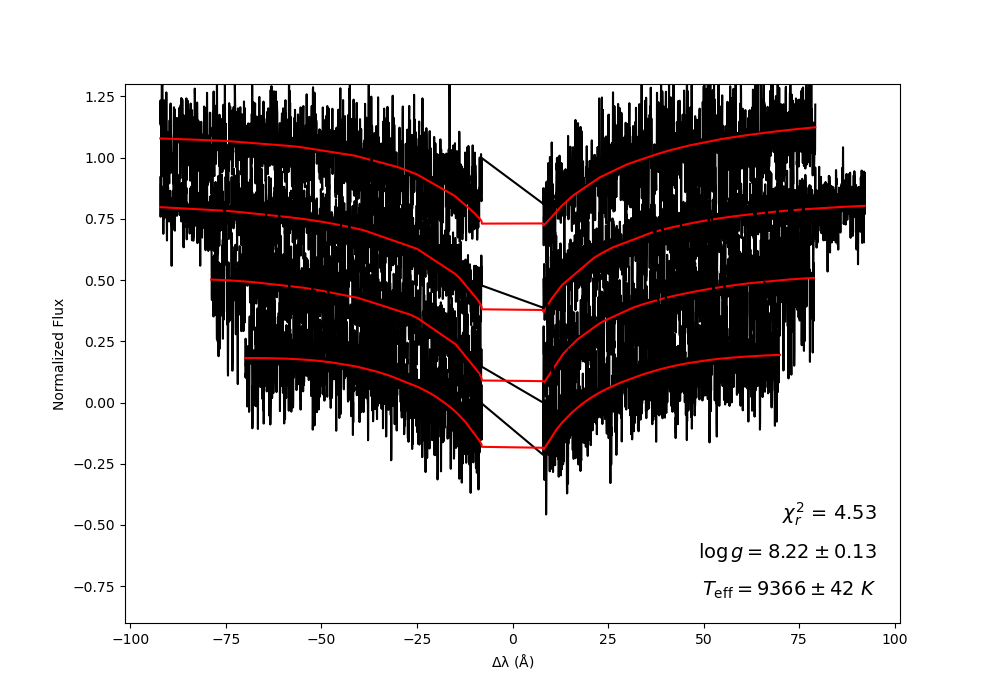 1.25
1.00
0.75
0.50
0.25
0.00
−0.25
−0.50
−0.75
Normalized Flux
χ²ᵣ = 4.53
log g = 8.22 ± 0.13
T_eff = 9366 ± 42 K
−100 −75 −50 −25 0 25 50 75 100
Δλ (Å)